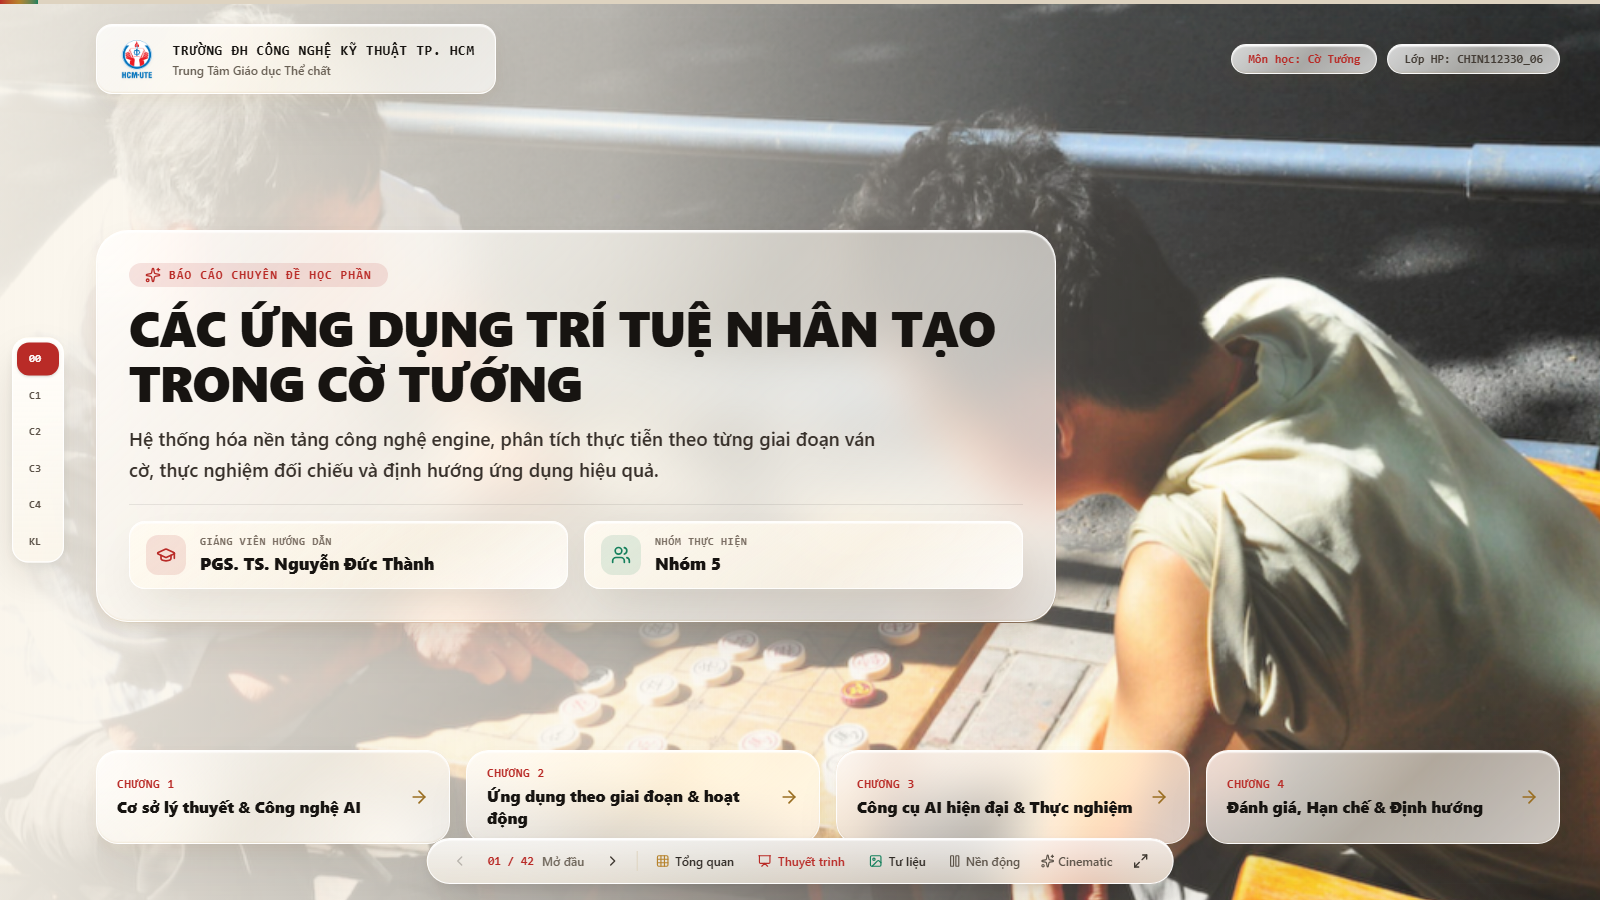 HCM-UTE
TRƯỜNG ĐH CÔNG NGHỆ KỸ THUẬT TP. HCM
Trung Tâm Giáo dục Thể chất
Môn học: Cờ Tướng
Lớp HP: CHIN112330_06
00
C1
C2
C3
C4
KL
BÁO CÁO CHUYÊN ĐỀ HỌC PHẦN
CÁC ỨNG DỤNG TRÍ TUỆ NHÂN TẠO
TRONG CỜ TƯỚNG
Hệ thống hóa nền tảng công nghệ engine, phân tích thực tiễn theo từng giai đoạn ván
cờ, thực nghiệm đối chiếu và định hướng ứng dụng hiệu quả.
GIẢNG VIÊN HƯỚNG DẪN
PGS. TS. Nguyễn Đức Thành
NHÓM THỰC HIỆN
Nhóm 5
CHƯƠNG 1
Cơ sở lý thuyết & Công nghệ AI
CHƯƠNG 2
Ứng dụng theo giai đoạn & hoạt
động
CHƯƠNG 3
Công cụ AI hiện đại & Thực nghiệm
CHƯƠNG 4
Đánh giá, Hạn chế & Định hướng
01 / 42 Mở đầu
Tổng quan
Thuyết trình
Tư liệu
Nền động
Cinematic